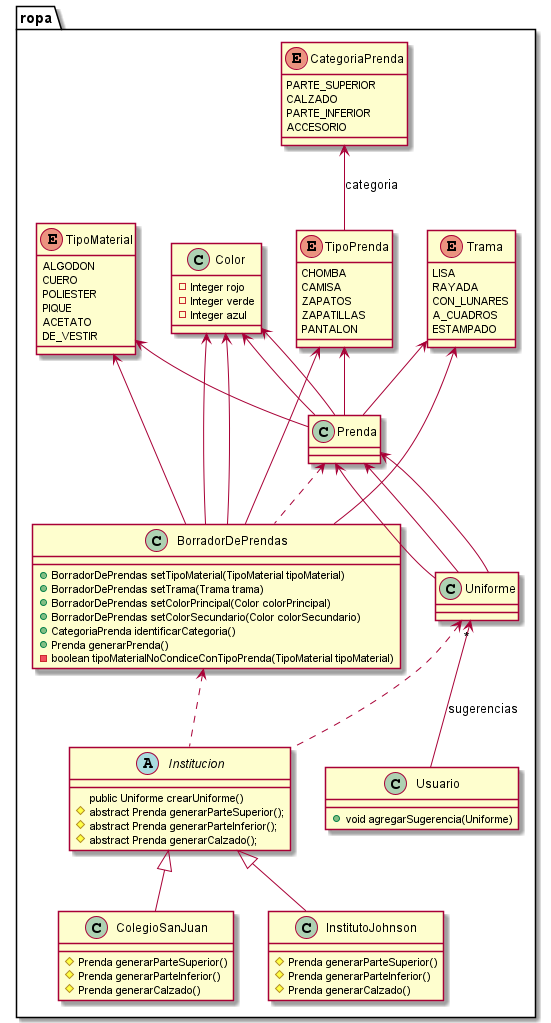 ropa
E CategoriaPrenda
PARTE_SUPERIOR
CALZADO
PARTE_INFERIOR
ACCESORIO
categoria
E TipoMaterial
ALGODON
CUERO
POLIESTER
PIQUE
ACETATO
DE_VESTIR
C Color
Integer rojo
Integer verde
Integer azul
E TipoPrenda
CHOMBA
CAMISA
ZAPATOS
ZAPATILLAS
PANTALON
E Trama
LISA
RAYADA
CON_LUNARES
A_CUADROS
ESTAMPADO
C Prenda
C BorradorDePrendas
BorradorDePrendas setTipoMaterial(TipoMaterial tipoMaterial)
BorradorDePrendas setTrama(Trama trama)
BorradorDePrendas setColorPrincipal(Color colorPrincipal)
BorradorDePrendas setColorSecundario(Color colorSecundario)
CategoriaPrenda identificarCategoria()
Prenda generarPrenda()
boolean tipoMaterialNoCondiceConTipoPrenda(TipoMaterial tipoMaterial)
C Uniforme
*
sugerencias
A Institucion
public Uniforme crearUniforme()
abstract Prenda generarParteSuperior();
abstract Prenda generarParteInferior();
abstract Prenda generarCalzado();
C Usuario
void agregarSugerencia(Uniforme)
C ColegioSanJuan
Prenda generarParteSuperior()
Prenda generarParteInferior()
Prenda generarCalzado()
C InstitutoJohnson
Prenda generarParteSuperior()
Prenda generarParteInferior()
Prenda generarCalzado()